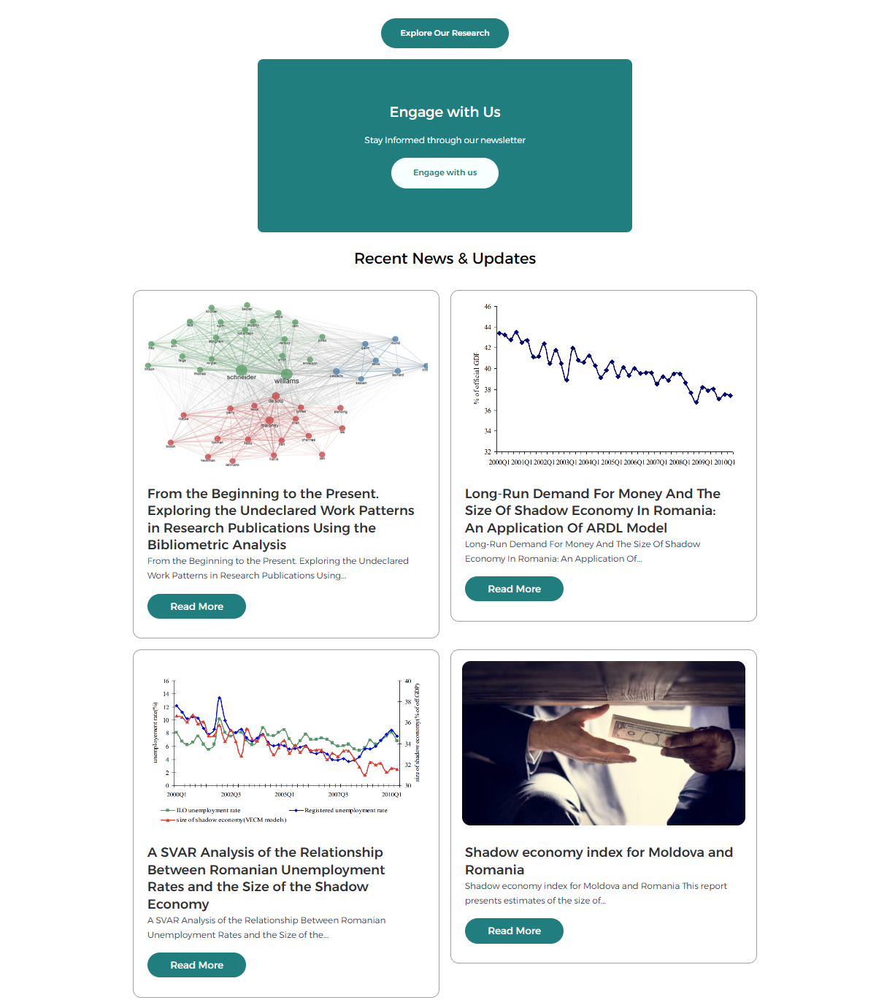 Explore Our Research
Engage with Us
Stay Informed through our newsletter
Engage with us
Recent News & Updates
schneider
williams
de soto
maloney
From the Beginning to the Present.
Exploring the Undeclared Work Patterns
in Research Publications Using the
Bibliometric Analysis
From the Beginning to the Present. Exploring the Undeclared
Work Patterns in Research Publications Using...
Read More
46
44
42
40
38
36
34
32
% of official GDP
2000Q1 2001Q1 2002Q1 2003Q1 2004Q1 2005Q1 2006Q1 2007Q1 2008Q1 2009Q1 2010Q1
Long-Run Demand For Money And The
Size Of Shadow Economy In Romania:
An Application Of ARDL Model
Long-Run Demand For Money And The Size Of Shadow
Economy In Romania: An Application Of...
Read More
16
14
12
10
8
6
4
2
0
unemployement rate(%)
40
38
36
34
32
30
size of shadow economy(% of off.GDP)
2000Q1 2002Q3 2005Q1 2007Q3 2010Q1
ILO unemployment rate
Registered unemployment rate
size of shadow economy(VECM models)
A SVAR Analysis of the Relationship
Between Romanian Unemployment
Rates and the Size of the Shadow
Economy
A SVAR Analysis of the Relationship Between Romanian
Unemployment Rates and the Size of the...
Read More
Shadow economy index for Moldova and
Romania
Shadow economy index for Moldova and Romania This report
presents estimates of the size of...
Read More